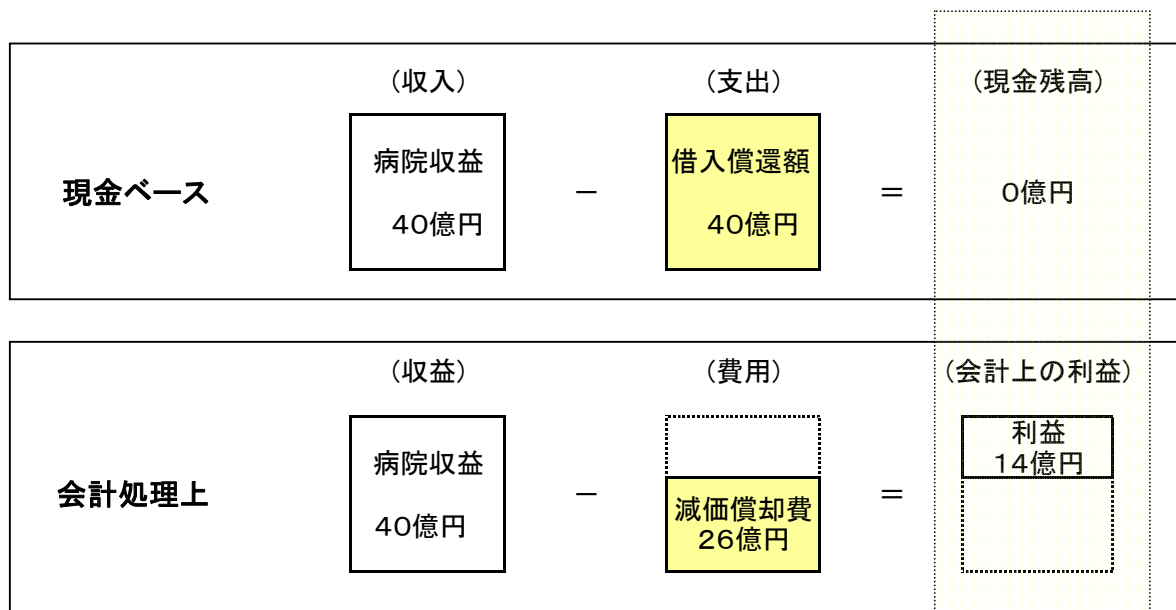 (収入)
(支出)
(現金残高)
現金ベース
病院収益
40億円
－
借入償還額
40億円
＝
0億円
(収益)
(費用)
(会計上の利益)
会計処理上
病院収益
40億円
－
減価償却費
26億円
＝
利益
14億円